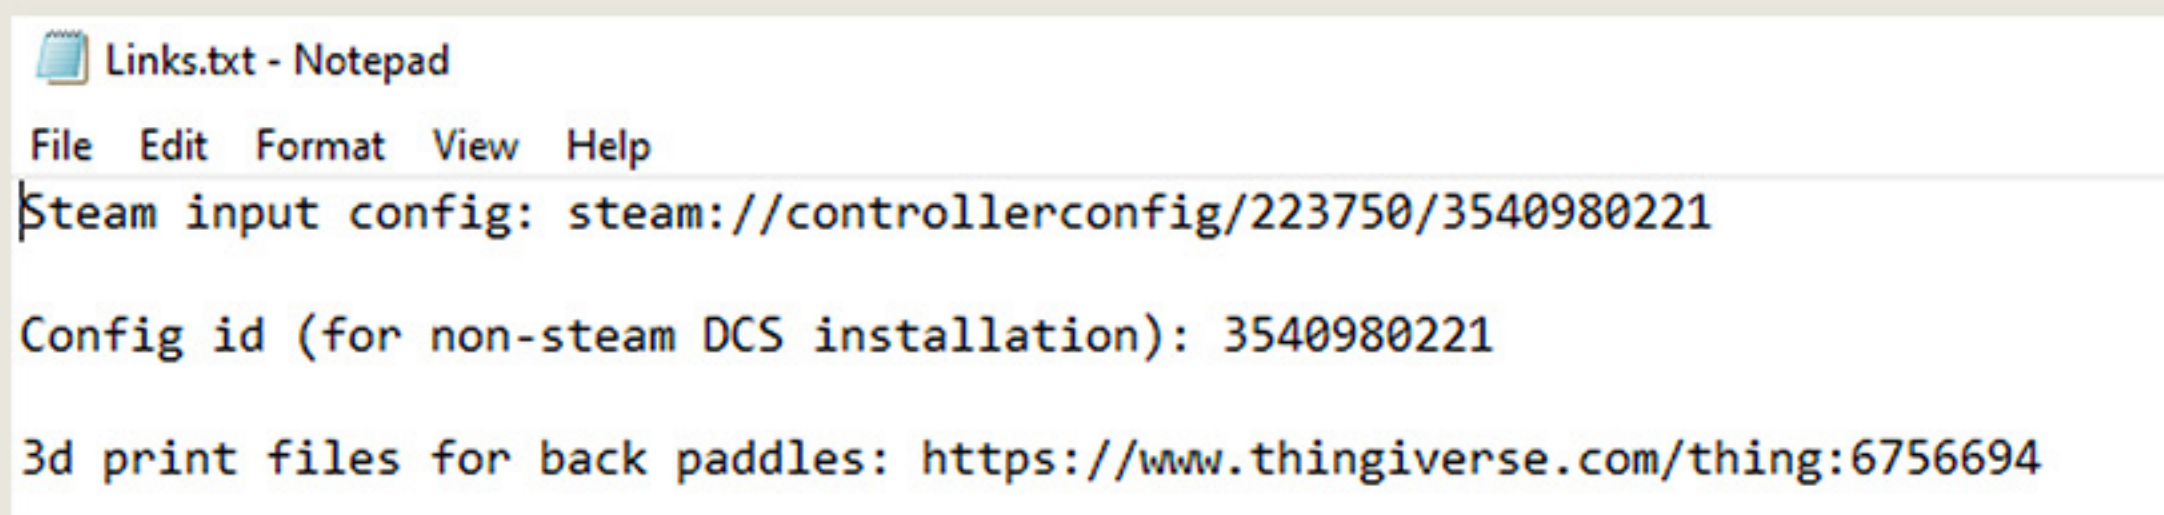 Links.txt - Notepad
File Edit Format View Help
Steam input config: steam://controllerconfig/223750/3540980221
Config id (for non-steam DCS installation): 3540980221
3d print files for back paddles: https://www.thingiverse.com/thing:6756694